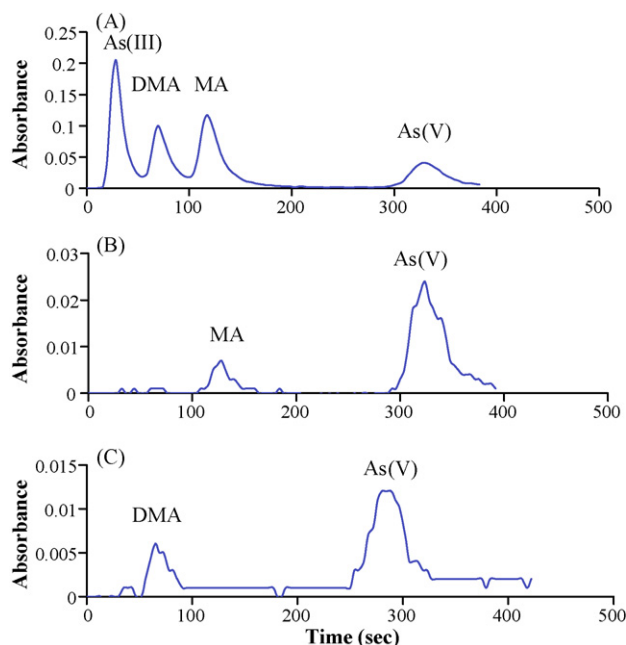 (A)
As(III)
0.25
DMA
MA
0.2
0.15
As(V)
0.1
0.05
0
Absorbance
0 100 200 300 400 500
(B)
0.03
As(V)
0.02
MA
0.01
0
Absorbance
0 100 200 300 400 500
(C)
0.015
As(V)
DMA
0.01
0.005
0
Absorbance
0 100 200 300 400 500
Time (sec)